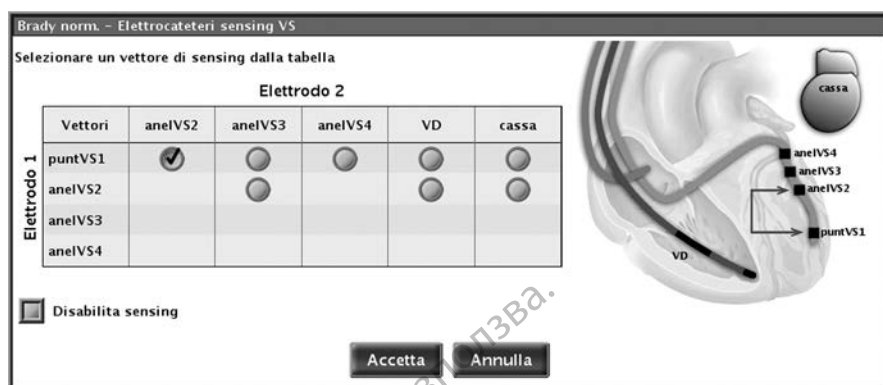 Brady norm. – Elettrocateteri sensing VS
Selezionare un vettore di sensing dalla tabella
Elettrodo 2
Elettrodo 1
Vettori anelVS2 anelVS3 anelVS4 VD cassa
puntVS1
anelVS2
anelVS3
anelVS4
Disabilita sensing
Accetta Annulla
cassa
anelVS4
anelVS3
anelVS2
puntVS1
VD